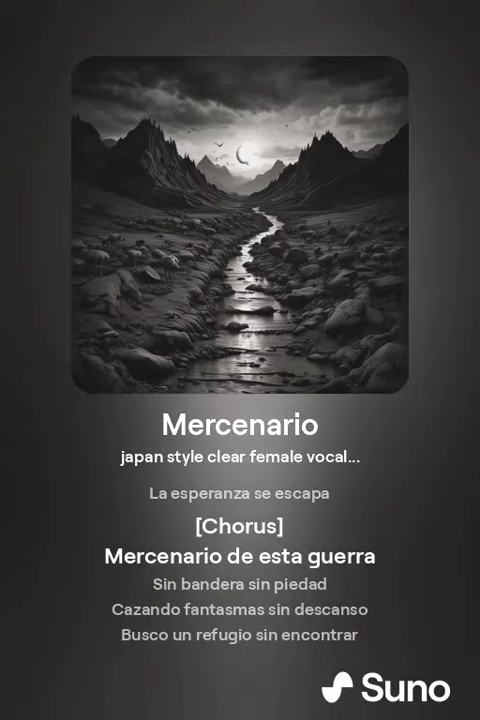 Mercenario
japan style clear female vocal...
La esperanza se escapa
[Chorus]
Mercenario de esta guerra
Sin bandera sin piedad
Cazando fantasmas sin descanso
Busco un refugio sin encontrar
Suno